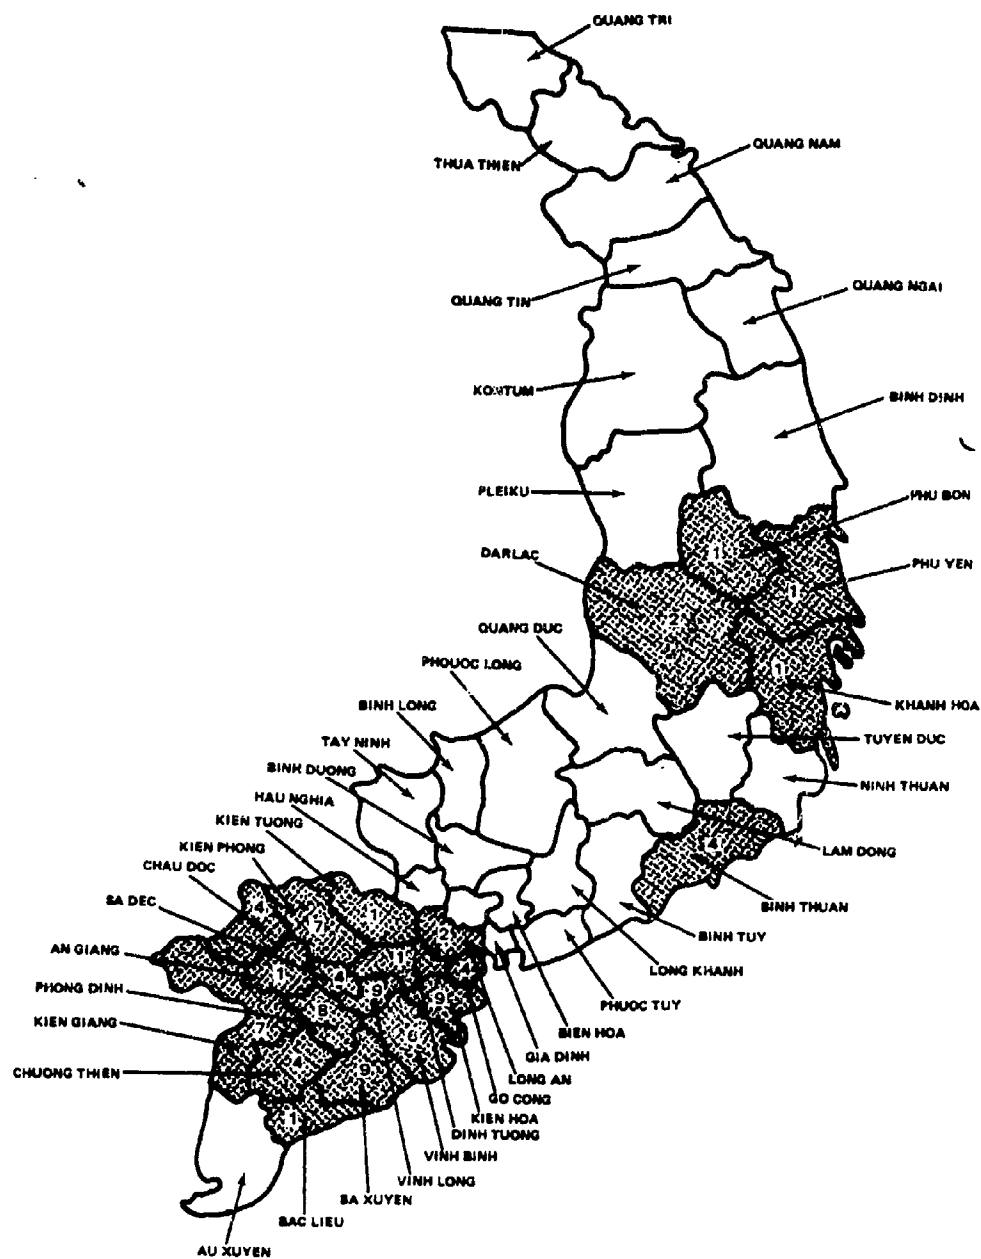 QUANG TRI
QUANG NAM
THUA THIEN
QUANG NGAI
QUANG TIN
KONTUM
BINH DINH
PLEIKU
PHU BON
DARLAC
1
PHU YEN
1
2
QUANG DUC
PHOUOC LONG
1
KHANH HOA
BINH LONG
TUYEN DUC
TAY NINH
BINH DUONG
NINH THUAN
HAU NGHIA
KIEN TUONG
KIEN PHONG
4
LAM DONG
CHAU DOC
SA DEC
4
7
1
BINH THUAN
2
BINH TUY
AN GIANG
1
4
11
4
LONG KHANH
PHONG DINH
9
9
PHUOC TUY
KIEN GIANG
7
8
6
BIEN HOA
GIA DINH
CHUONG THIEN
4
9
LONG AN
GO CONG
1
KIEN HOA
DINH TUONG
VINH BINH
VINH LONG
BA XUYEN
BAC LIEU
AU XUYEN